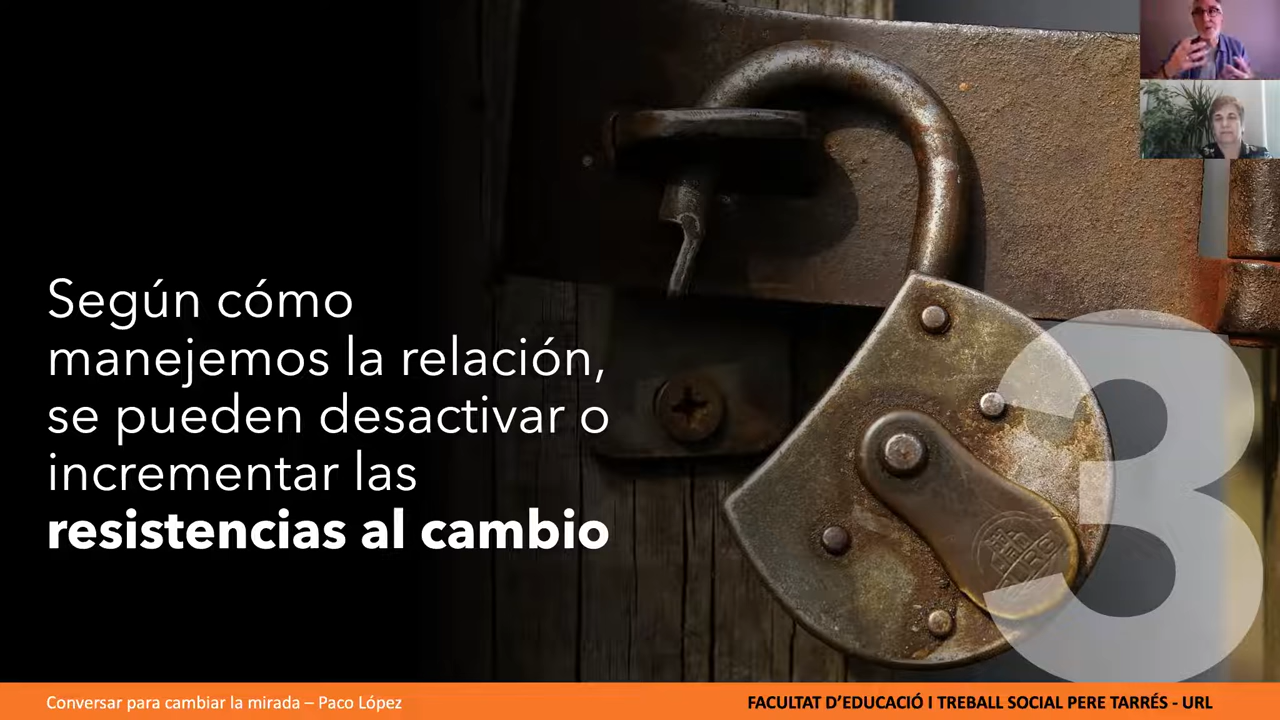 Según cómo
manejemos la relación,
se pueden desactivar o
incrementar las
resistencias al cambio
3
Conversar para cambiar la mirada – Paco López
FACULTAT D'EDUCACIÓ I TREBALL SOCIAL PERE TARRÉS - URL